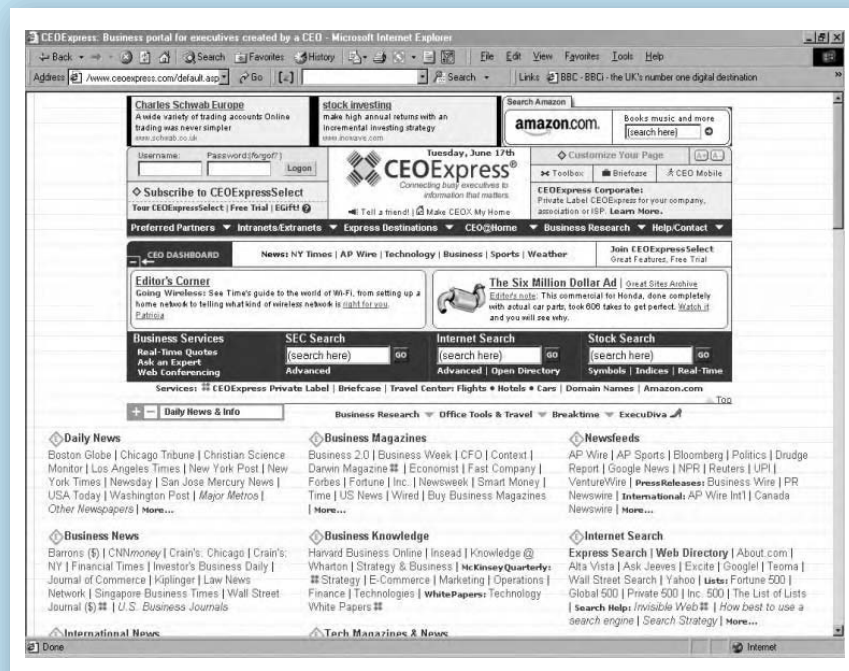 CEOExpress: Business portal for executives created by a CEO - Microsoft Internet Explorer
Back Search Favorites History File Edit View Favorites Tools Help
Address /www.ceoexpress.com/default.asp Go Search Links BBC - BBCi - the UK's number one digital destination
Charles Schwab Europe
A wide variety of trading accounts Online
trading was never simpler
www.schwab.co.uk
stock investing
make high annual returns with an
incremental investing strategy
Search Amazon
amazon.com.
Books music and more
(search here)
Username: Password:(forgot?)
Logon
Subscribe to CEOExpressSelect
Tour CEOExpressSelect | Free Trial | EGift!
Tuesday, June 17th
CEOExpress®
Connecting busy executives to
information that matters.
Tell a friend! | Make CEOX My Home
Customize Your Page A+ A-
Toolbox Briefcase CEO Mobile
CEOExpress Corporate:
Private Label CEOExpress for your company,
association or ISP. Learn More.
Preferred Partners Intranets/Extranets Express Destinations CEO@Home Business Research Help/Contact
CEO DASHBOARD
News: NY Times | AP Wire | Technology | Business | Sports | Weather
Join CEOExpressSelect
Great Features, Free Trial
Editor's Corner
Going Wireless: See Time's guide to the world of Wi-Fi, from setting up a
home network to telling what kind of wireless network is right for you.
Patricia
The Six Million Dollar Ad | Great Sites Archive
Editor's note: This commercial for Honda, done completely
with actual car parts, took 606 takes to get perfect. Watch it
and you will see why.
Business Services
Real-Time Quotes
Ask an Expert
Web Conferencing
SEC Search
(search here) GO
Advanced
Internet Search
(search here) GO
Advanced | Open Directory
Stock Search
(search here) GO
Symbols | Indices | Real-Time
Services: CEOExpress Private Label | Briefcase | Travel Center: Flights • Hotels • Cars | Domain Names | Amazon.com
Top
Daily News & Info
Business Research Office Tools & Travel Breaktime ExecuDiva
Daily News
Boston Globe | Chicago Tribune | Christian Science
Monitor | Los Angeles Times | New York Post | New
York Times | Newsday | San Jose Mercury News |
USA Today | Washington Post | Major Metros |
Other Newspapers | More...
Business Magazines
Business 2.0 | Business Week | CFO | Context |
Darwin Magazine | Economist | Fast Company |
Forbes | Fortune | Inc. | Newsweek | Smart Money |
Time | US News | Wired | Buy Business Magazines
| More...
Newsfeeds
AP Wire | AP Sports | Bloomberg | Politics | Drudge
Report | Google News | NPR | Reuters | UPI |
VentureWire | PressReleases: Business Wire | PR
Newswire | International: AP Wire Int'l | Canada
Newswire | More...
Business News
Barrons ($) | CNNmoney | Crain's: Chicago | Crain's:
NY | Financial Times | Investor's Business Daily |
Journal of Commerce | Kiplinger | Law News
Network | Singapore Business Times | Wall Street
Journal ($) | U.S. Business Journals
Business Knowledge
Harvard Business Online | Insead | Knowledge @
Wharton | Strategy & Business | McKinseyQuarterly:
Strategy | E-Commerce | Marketing | Operations |
Finance | Technologies | WhitePapers: Technology
White Papers
Internet Search
Express Search | Web Directory | About.com |
Alta Vista | Ask Jeeves | Excite | Google! | Teoma |
Wall Street Search | Yahoo | Lists: Fortune 500 |
Global 500 | Private 500 | Inc. 500 | The List of Lists
| Search Help: Invisible Web | How best to use a
search engine | Search Strategy | More...
International News
Tech Magazines & News
Done Internet